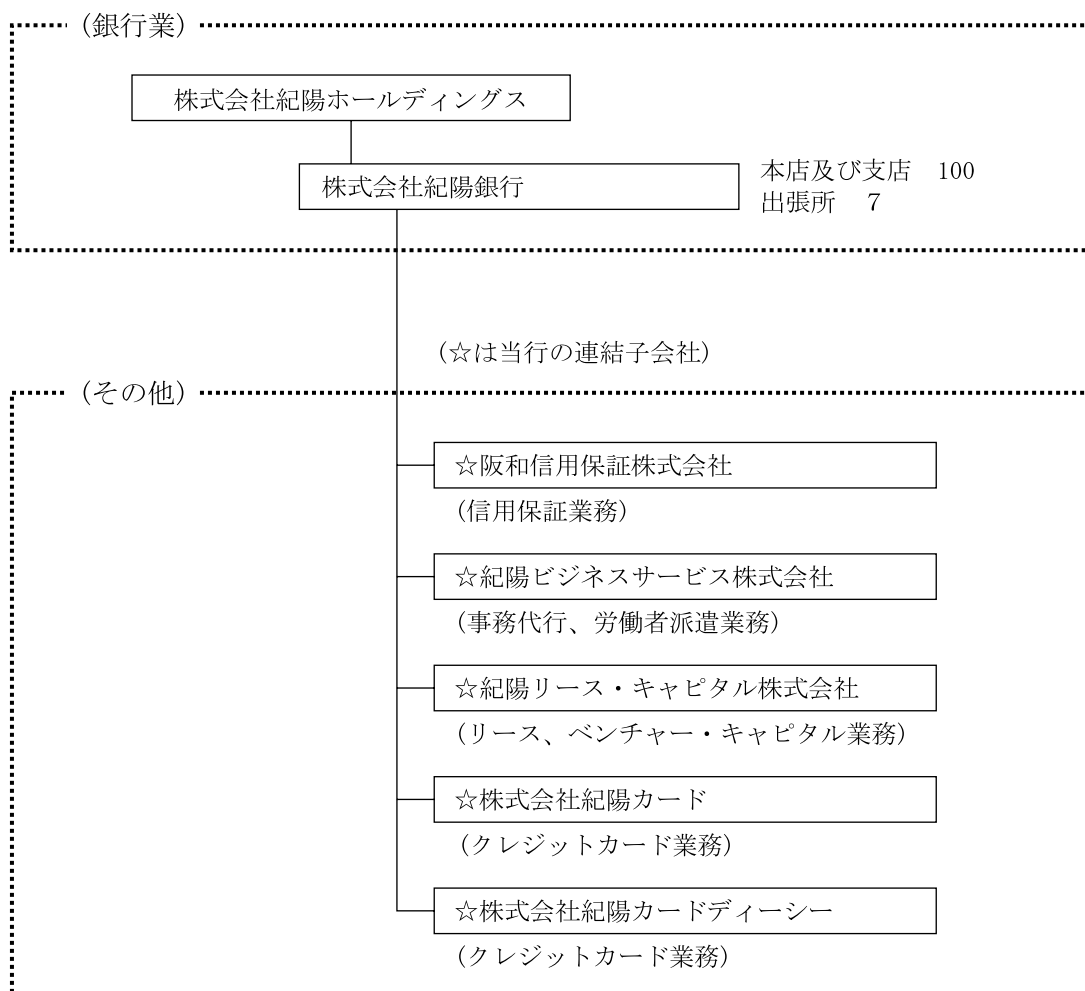 (銀行業)
株式会社紀陽ホールディングス
株式会社紀陽銀行
本店及び支店　100
出張所　7
(☆は当行の連結子会社)
(その他)
☆阪和信用保証株式会社
(信用保証業務)
☆紀陽ビジネスサービス株式会社
(事務代行、労働者派遣業務)
☆紀陽リース・キャピタル株式会社
(リース、ベンチャー・キャピタル業務)
☆株式会社紀陽カード
(クレジットカード業務)
☆株式会社紀陽カードディーシー
(クレジットカード業務)